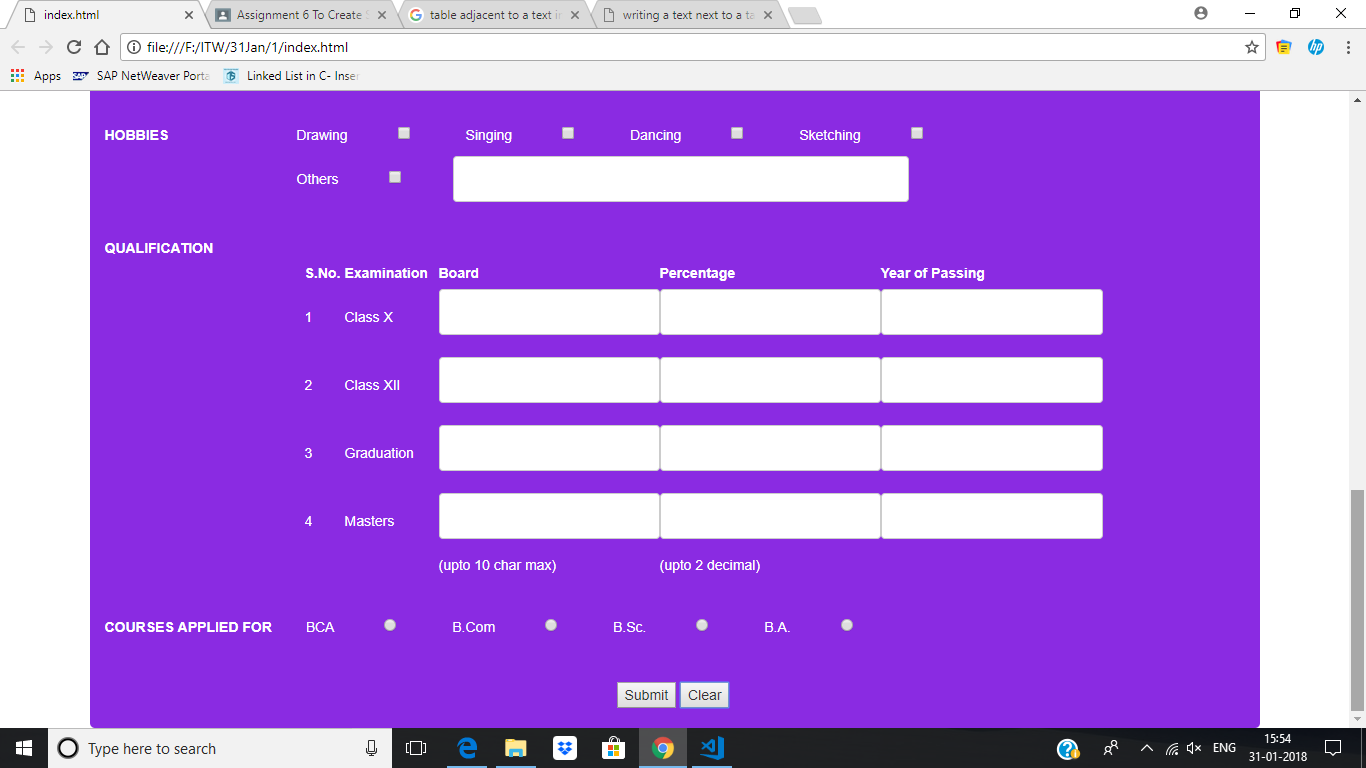 index.html Assignment 6 To Create S table adjacent to a text in writing a text next to a ta
file:///F:/ITW/31Jan/1/index.html
Apps SAP NetWeaver Porta Linked List in C- Inser
HOBBIES Drawing Singing Dancing Sketching
Others
QUALIFICATION
S.No. Examination Board Percentage Year of Passing
1 Class X
2 Class XII
3 Graduation
4 Masters
(upto 10 char max) (upto 2 decimal)
COURSES APPLIED FOR BCA B.Com B.Sc. B.A.
Submit Clear
Type here to search ENG 15:54
31-01-2018